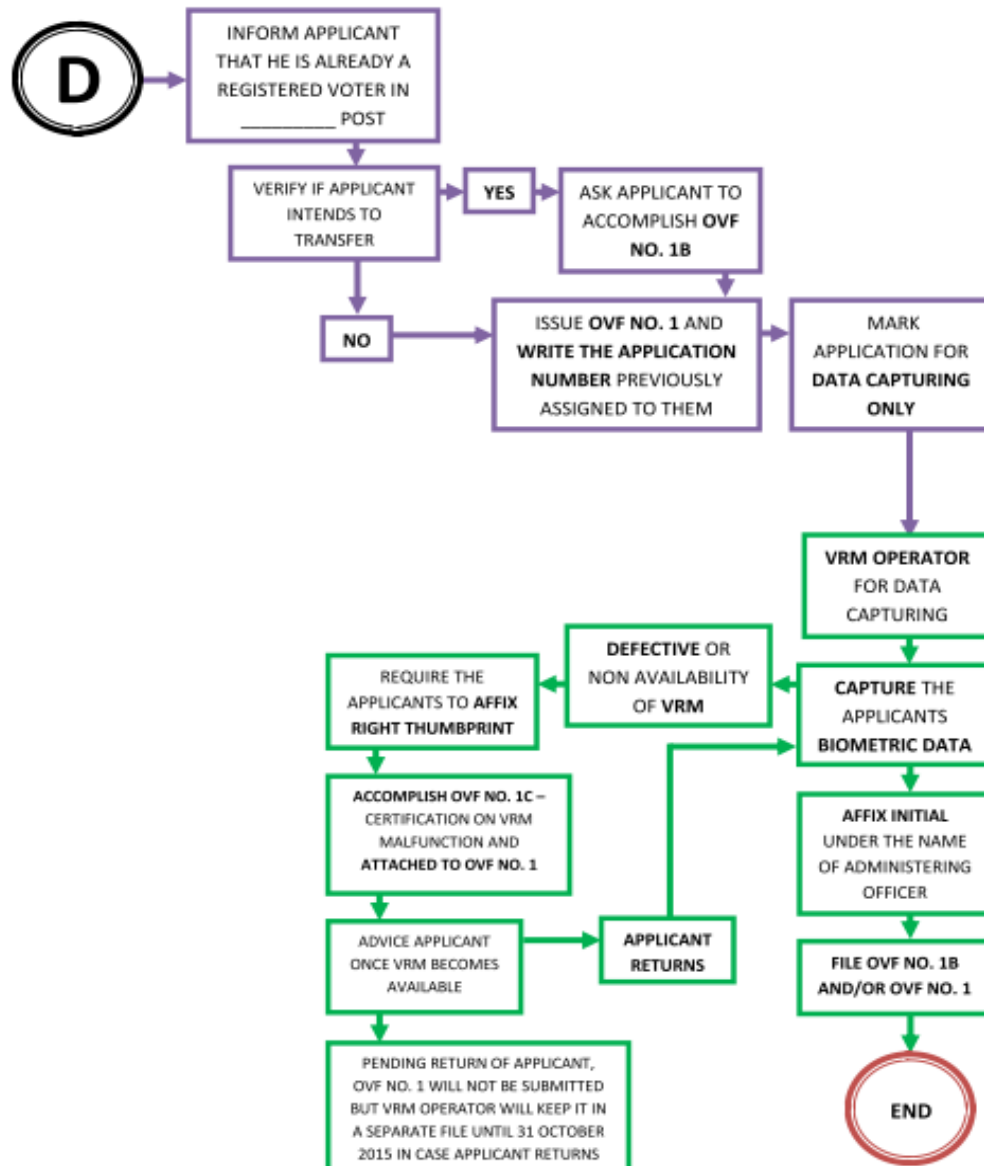 D
INFORM APPLICANT
THAT HE IS ALREADY A
REGISTERED VOTER IN
_________ POST
VERIFY IF APPLICANT
INTENDS TO
TRANSFER
YES
ASK APPLICANT TO
ACCOMPLISH OVF
NO. 1B
NO
ISSUE OVF NO. 1 AND
WRITE THE APPLICATION
NUMBER PREVIOUSLY
ASSIGNED TO THEM
MARK
APPLICATION FOR
DATA CAPTURING
ONLY
VRM OPERATOR
FOR DATA
CAPTURING
CAPTURE THE
APPLICANTS
BIOMETRIC DATA
DEFECTIVE OR
NON AVAILABILITY
OF VRM
REQUIRE THE
APPLICANTS TO AFFIX
RIGHT THUMBPRINT
ACCOMPLISH OVF NO. 1C –
CERTIFICATION ON VRM
MALFUNCTION AND
ATTACHED TO OVF NO. 1
ADVICE APPLICANT
ONCE VRM BECOMES
AVAILABLE
APPLICANT
RETURNS
PENDING RETURN OF APPLICANT,
OVF NO. 1 WILL NOT BE SUBMITTED
BUT VRM OPERATOR WILL KEEP IT IN
A SEPARATE FILE UNTIL 31 OCTOBER
2015 IN CASE APPLICANT RETURNS
AFFIX INITIAL
UNDER THE NAME
OF ADMINISTERING
OFFICER
FILE OVF NO. 1B
AND/OR OVF NO. 1
END